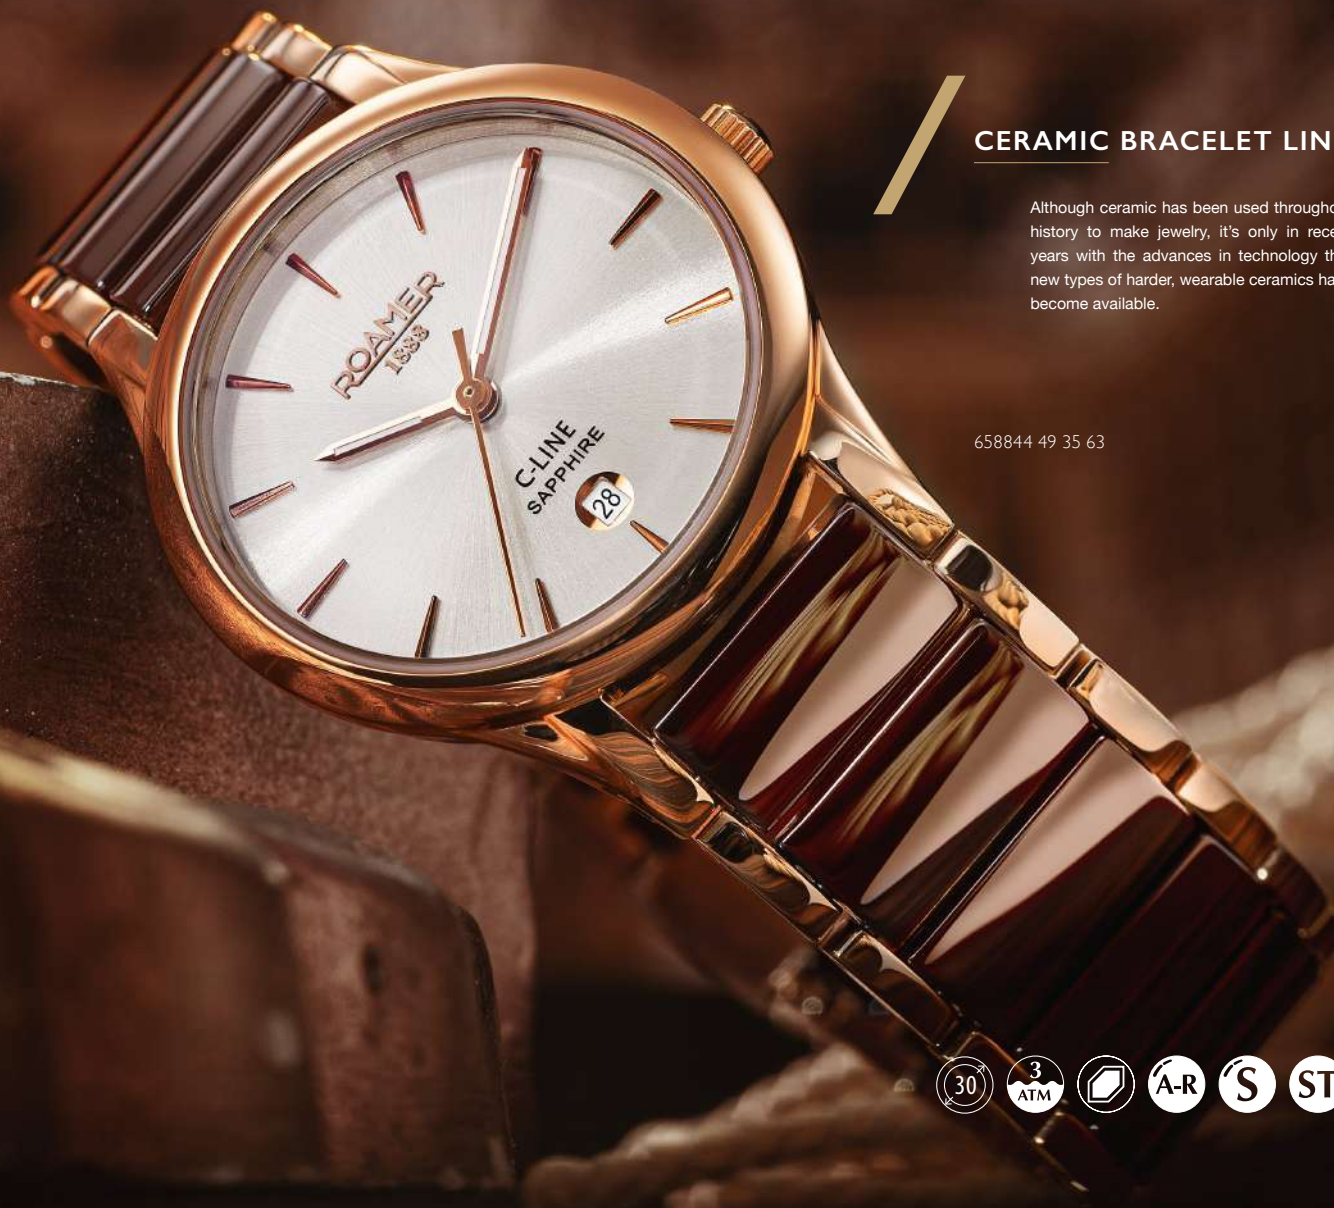 ROAMER
1888
C-LINE
SAPPHIRE
28
CERAMIC BRACELET LIN
Although ceramic has been used througho
history to make jewelry, it's only in rece
years with the advances in technology th
new types of harder, wearable ceramics ha
become available.
658844 49 35 63
30
3
ATM
A-R
S
ST